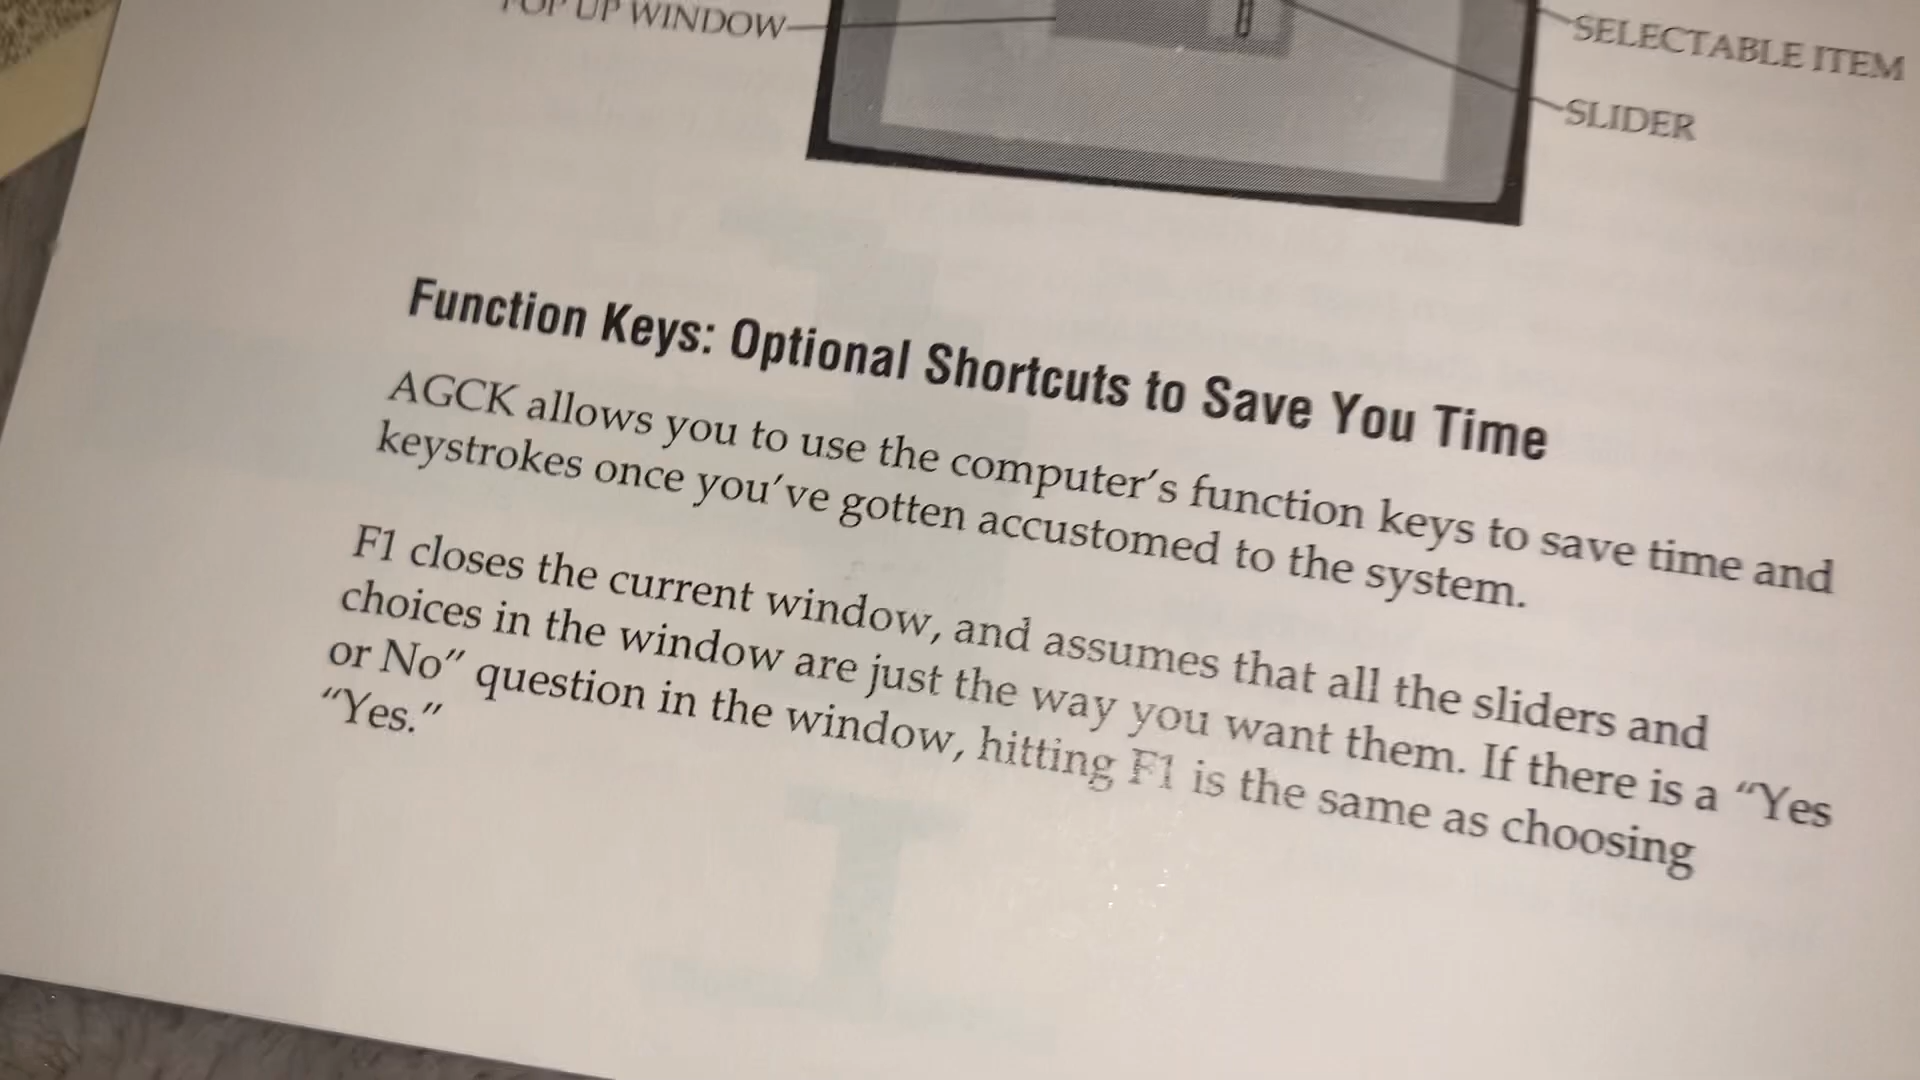 POP UP WINDOW
SELECTABLE ITEM
SLIDER
Function Keys: Optional Shortcuts to Save You Time
AGCK allows you to use the computer's function keys to save time and
keystrokes once you've gotten accustomed to the system.
F1 closes the current window, and assumes that all the sliders and
choices in the window are just the way you want them. If there is a "Yes
or No" question in the window, hitting F1 is the same as choosing
"Yes."